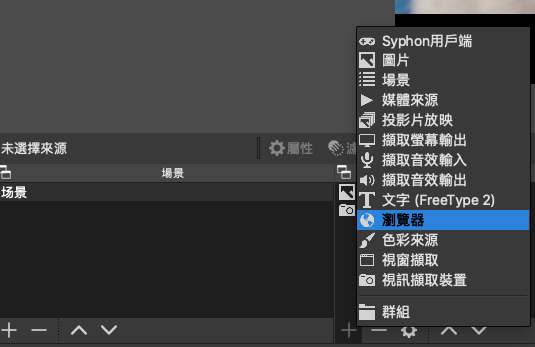 Syphon用戶端
圖片
場景
媒體來源
投影片放映
擷取螢幕輸出
擷取音效輸入
擷取音效輸出
文字 (FreeType 2)
瀏覽器
色彩來源
視窗擷取
視訊擷取裝置
群組
未選擇來源
屬性
濾
場景
场景